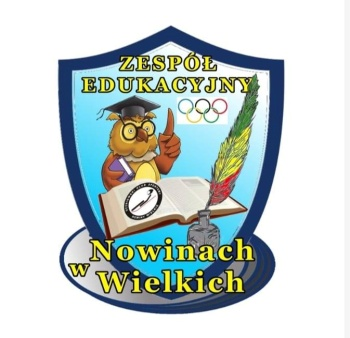 ZESPÓŁ
EDUKACYJNY
w Nowinach
Wielkich